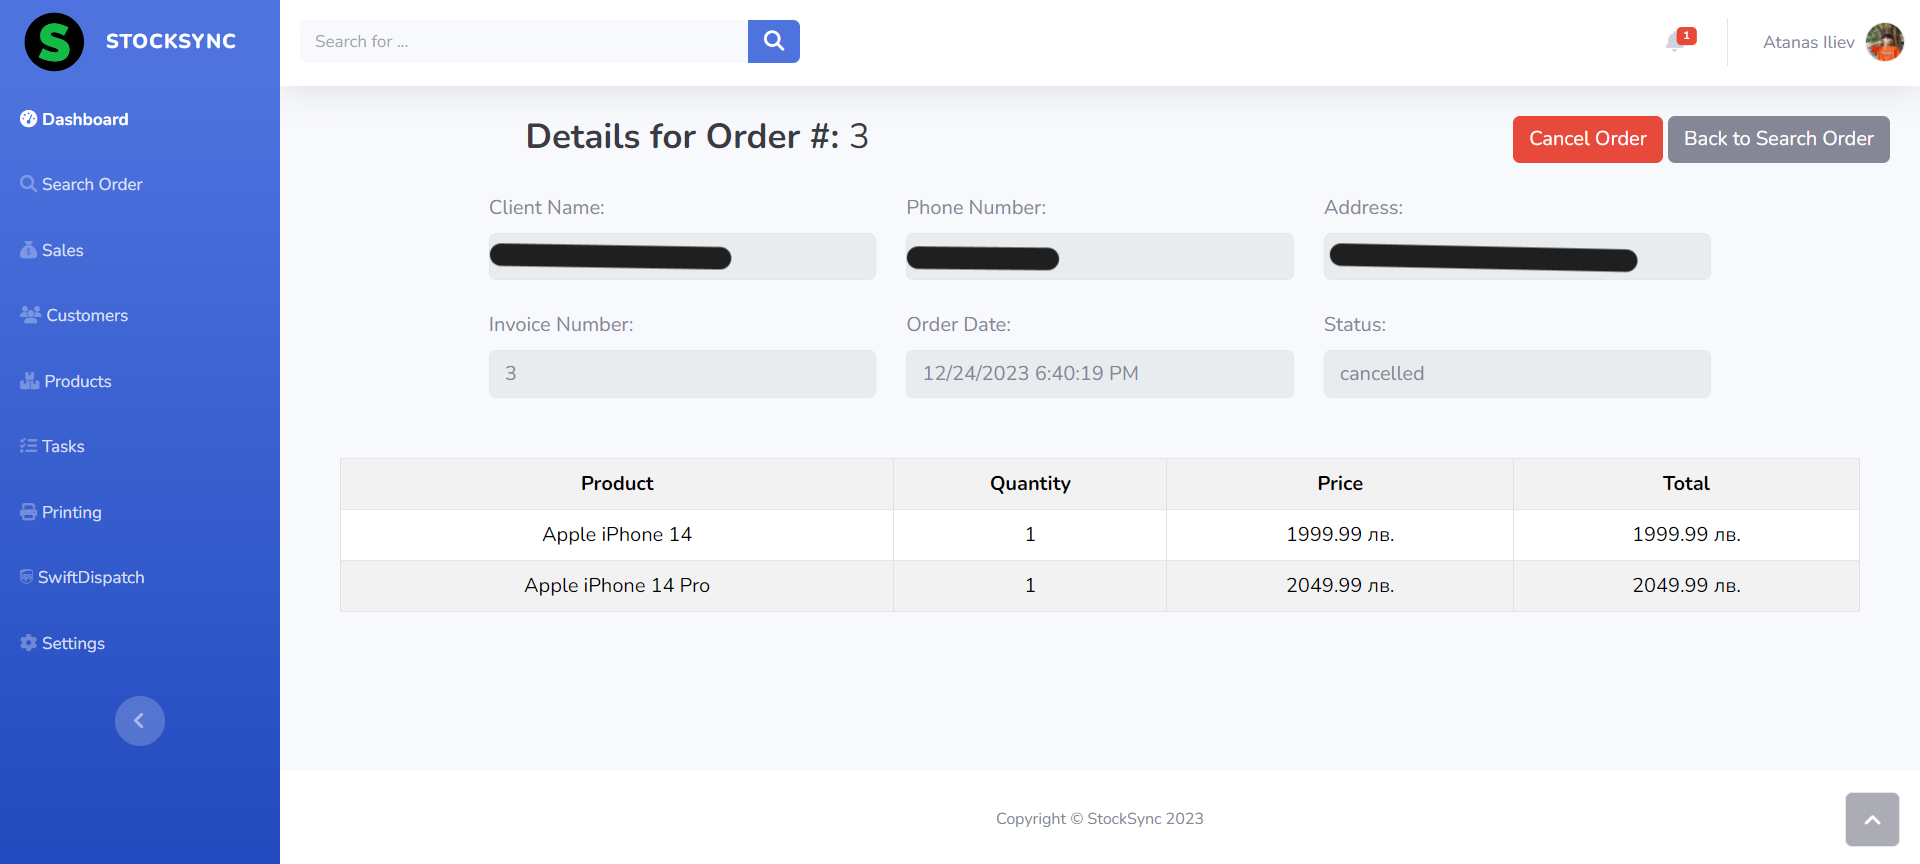 STOCKSYNC
Search for ...
1
Atanas Iliev
Dashboard
Search Order
Sales
Customers
Products
Tasks
Printing
SwiftDispatch
Settings
Details for Order #: 3
Cancel Order
Back to Search Order
Client Name: Phone Number: Address:
Invoice Number: Order Date: Status:
3 12/24/2023 6:40:19 PM cancelled
Product Quantity Price Total
Apple iPhone 14 1 1999.99 лв. 1999.99 лв.
Apple iPhone 14 Pro 1 2049.99 лв. 2049.99 лв.
Copyright © StockSync 2023